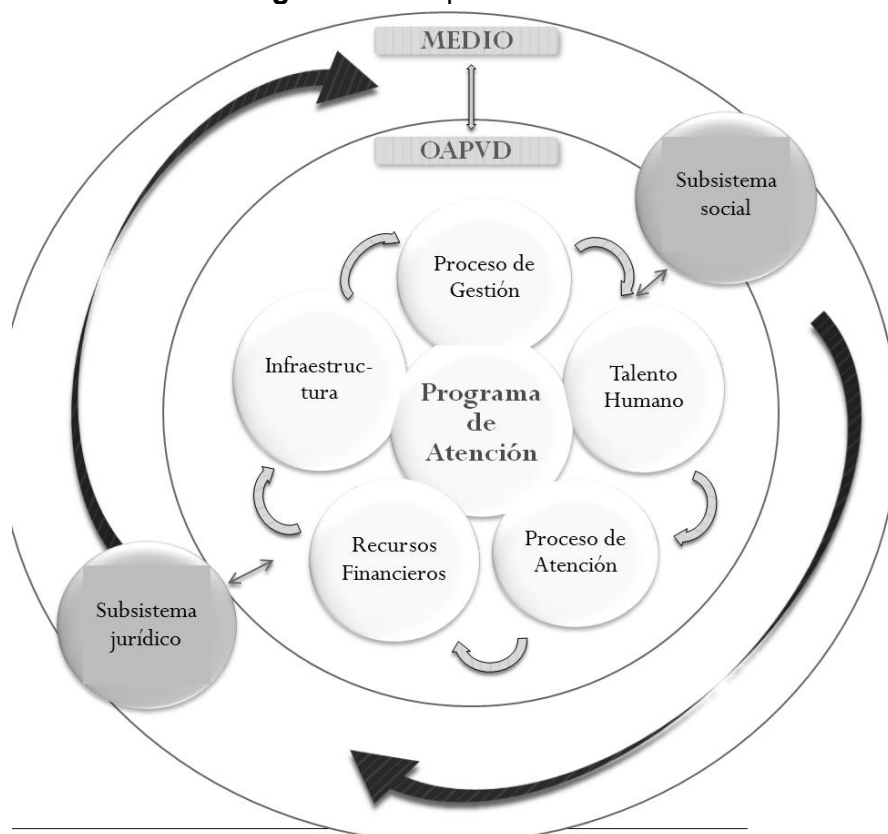 MEDIO
OAPVD
Subsistema
social
Proceso de
Gestión
Infraestruc-
tura
Talento
Humano
Programa
de
Atención
Recursos
Financieros
Proceso de
Atención
Subsistema
jurídico